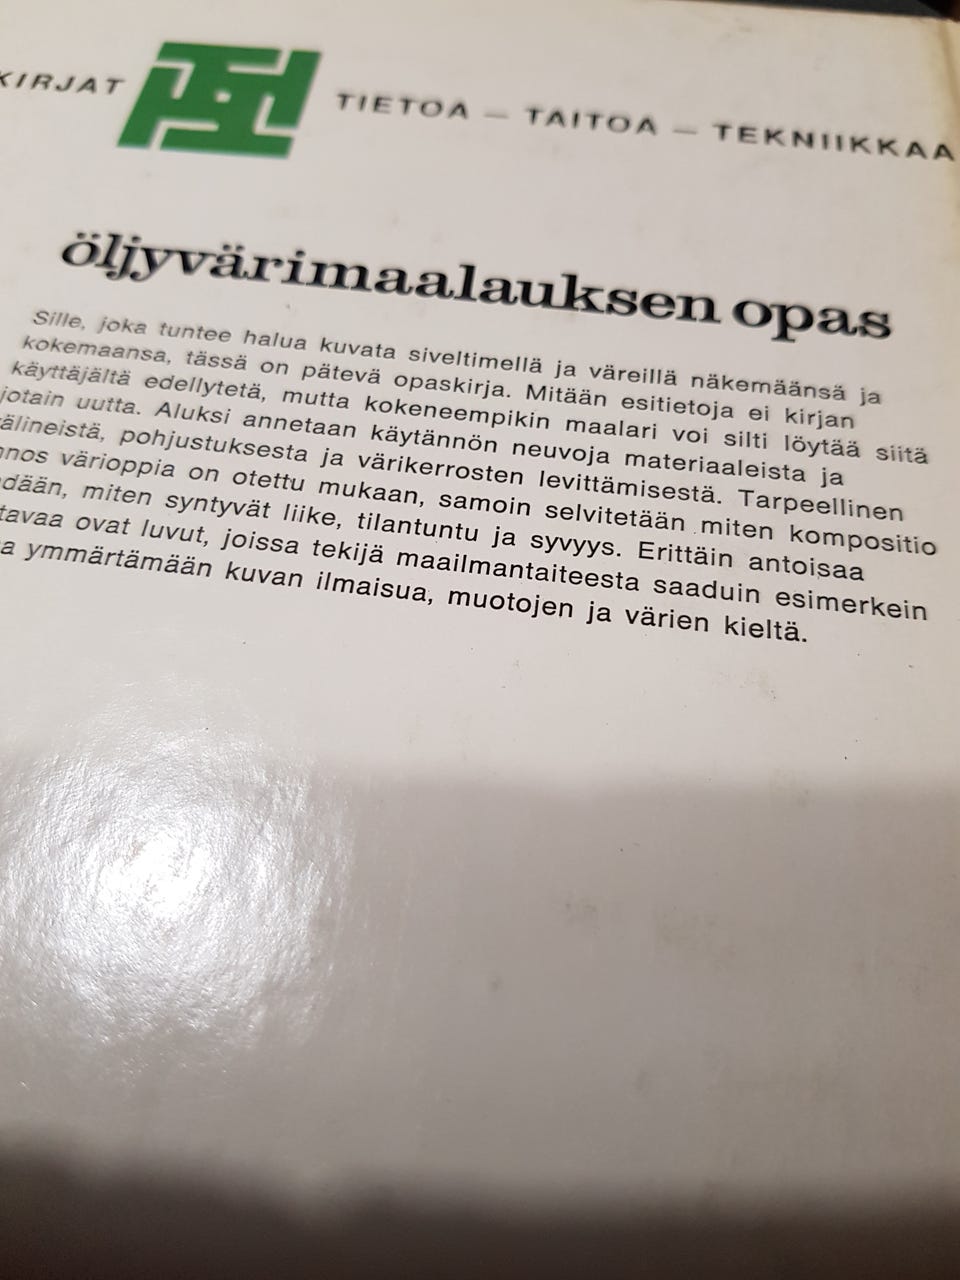 KIRJAT TIETOA — TAITOA — TEKNIIKKAA
öljyvärimaalauksen opas
Sille, joka tuntee halua kuvata siveltimellä ja väreillä näkemäänsä ja
kokemaansa, tässä on pätevä opaskirja. Mitään esitietoja ei kirjan
käyttäjältä edellytetä, mutta kokeneempikin maalari voi silti löytää siitä
jotain uutta. Aluksi annetaan käytännön neuvoja materiaaleista ja
välineistä, pohjustuksesta ja värikerrosten levittämisestä. Tarpeellinen
värioppia on otettu mukaan, samoin selvitetään miten kompositio
miten syntyvät liike, tilantuntu ja syvyys. Erittäin antoisaa
ovat luvut, joissa tekijä maailmantaiteesta saaduin esimerkein
ymmärtämään kuvan ilmaisua, muotojen ja värien kieltä.